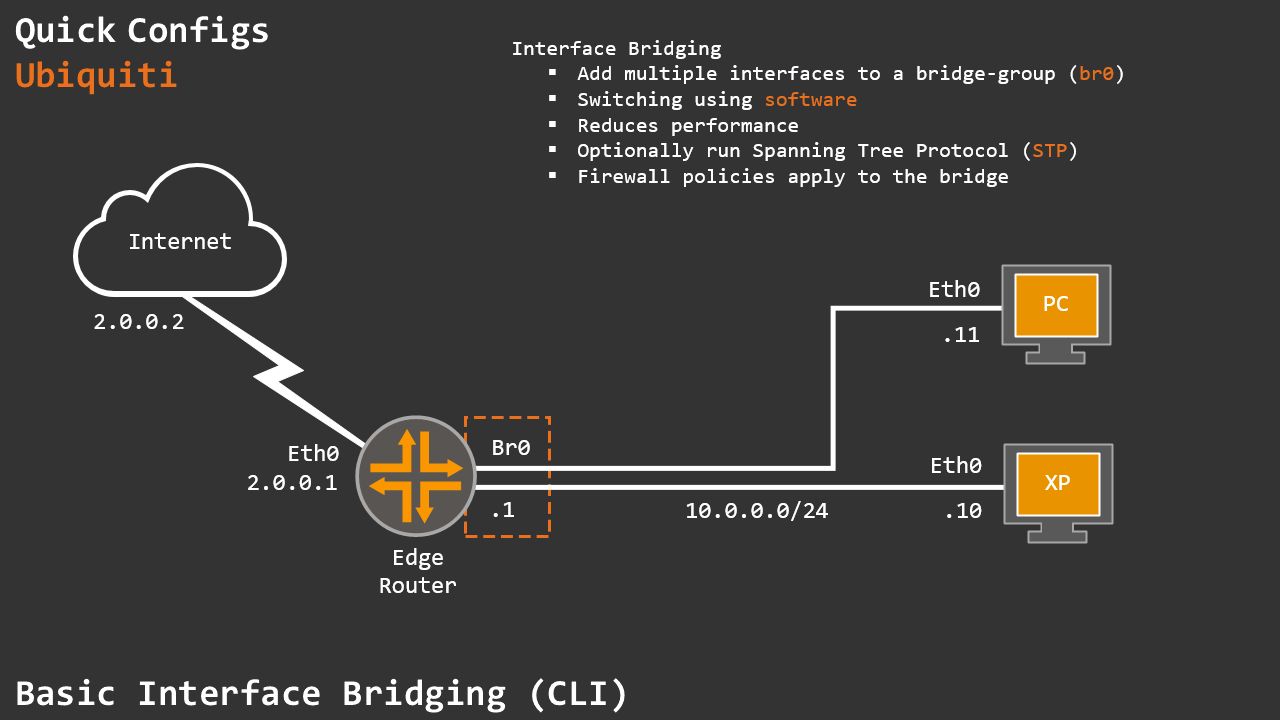 Quick Configs
Ubiquiti
Interface Bridging
▪ Add multiple interfaces to a bridge-group (br0)
▪ Switching using software
▪ Reduces performance
▪ Optionally run Spanning Tree Protocol (STP)
▪ Firewall policies apply to the bridge
Internet
2.0.0.2
Eth0
PC
.11
Eth0
2.0.0.1
Br0
.1
Eth0
XP
10.0.0.0/24
.10
Edge
Router
Basic Interface Bridging (CLI)